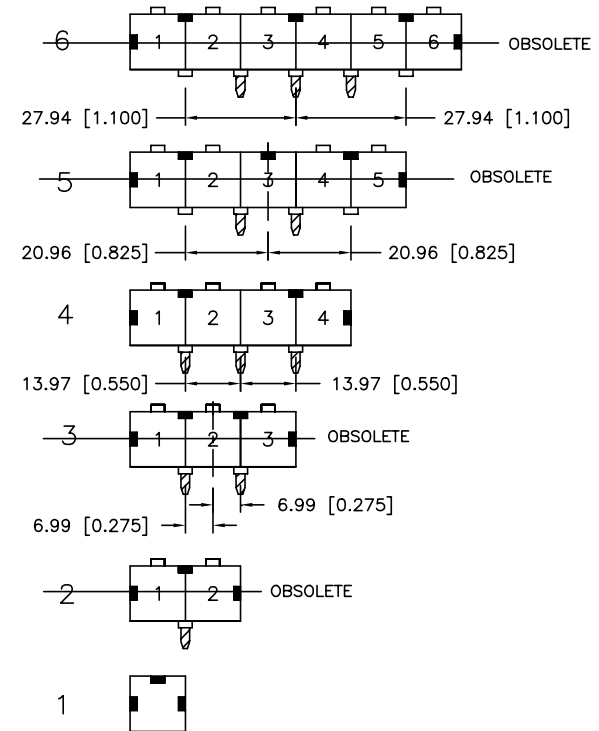 6 1 2 3 4 5 6 OBSOLETE
27.94 [1.100] 27.94 [1.100]
5 1 2 3 4 5 OBSOLETE
20.96 [0.825] 20.96 [0.825]
4 1 2 3 4
13.97 [0.550] 13.97 [0.550]
3 1 2 3 OBSOLETE
6.99 [0.275]
6.99 [0.275]
2 1 2 OBSOLETE
1